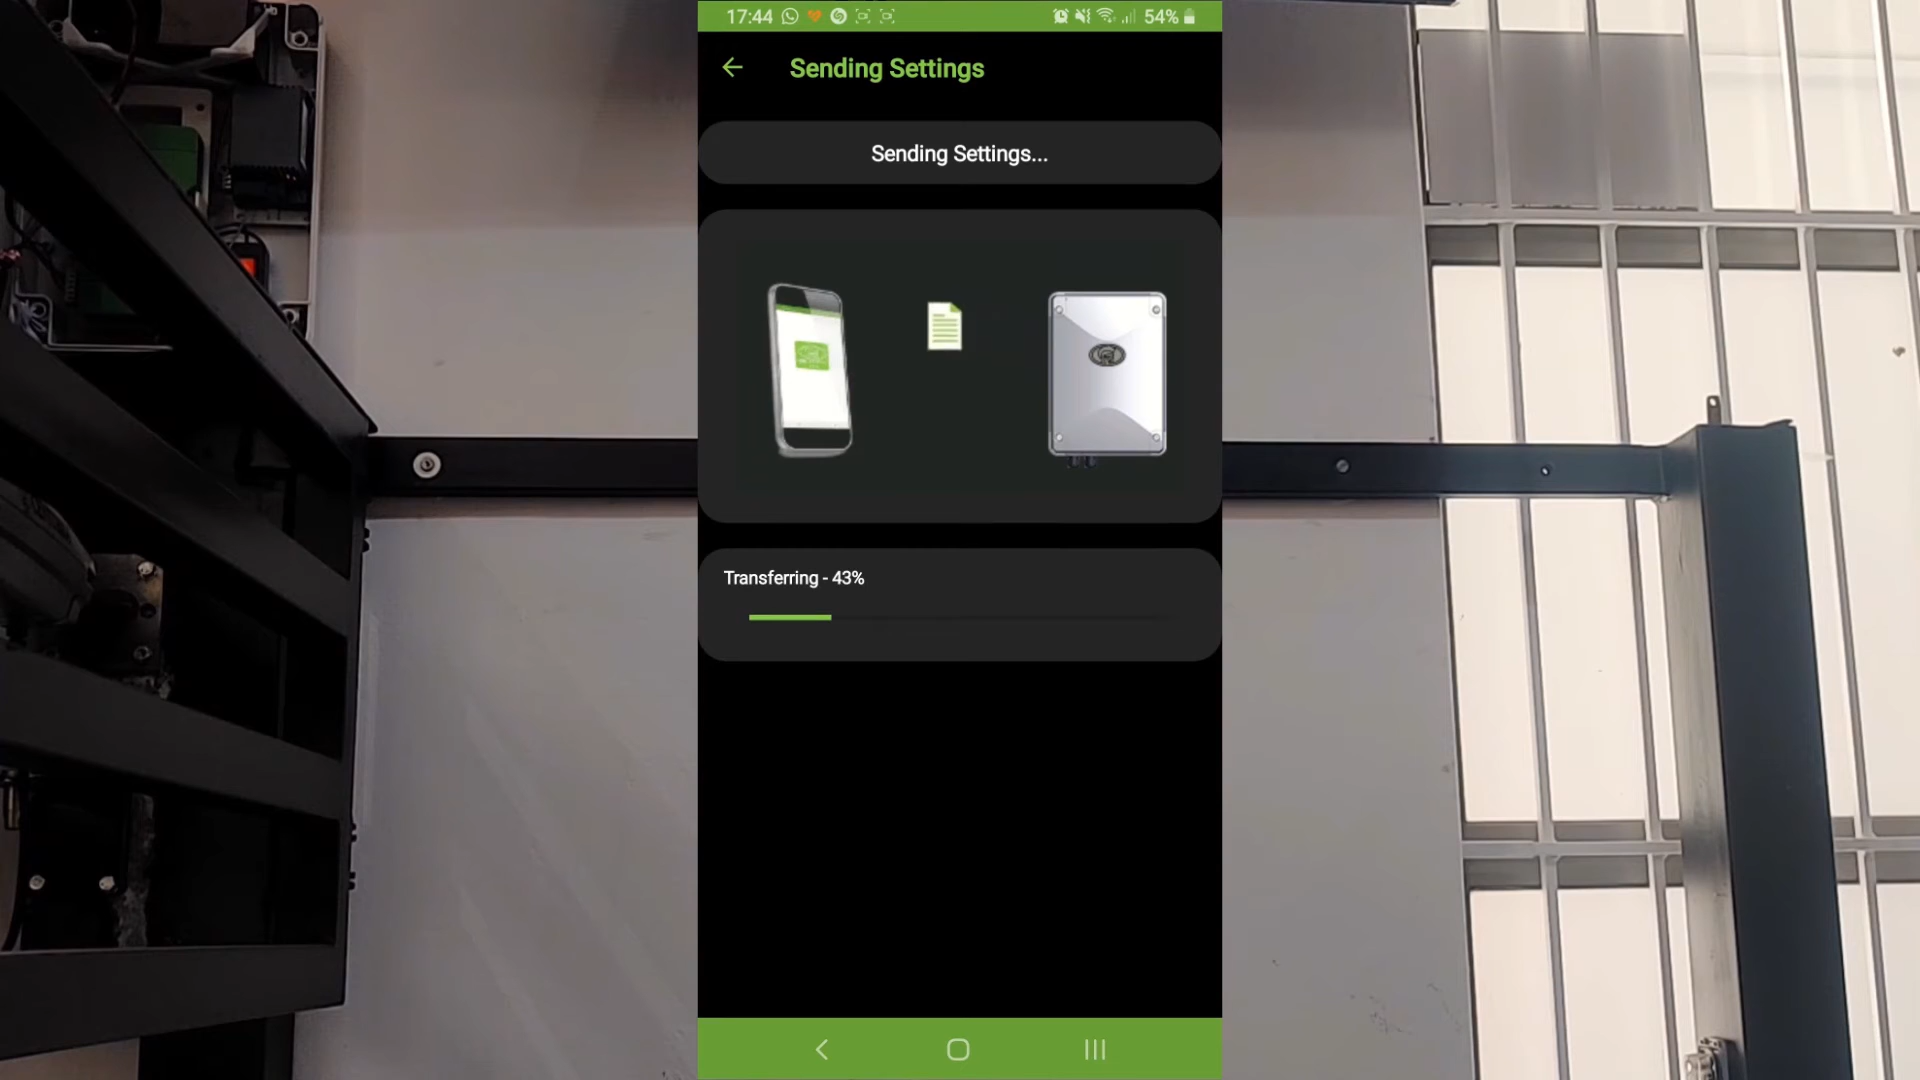 17:44
54%
Sending Settings
Sending Settings...
Transferring - 43%